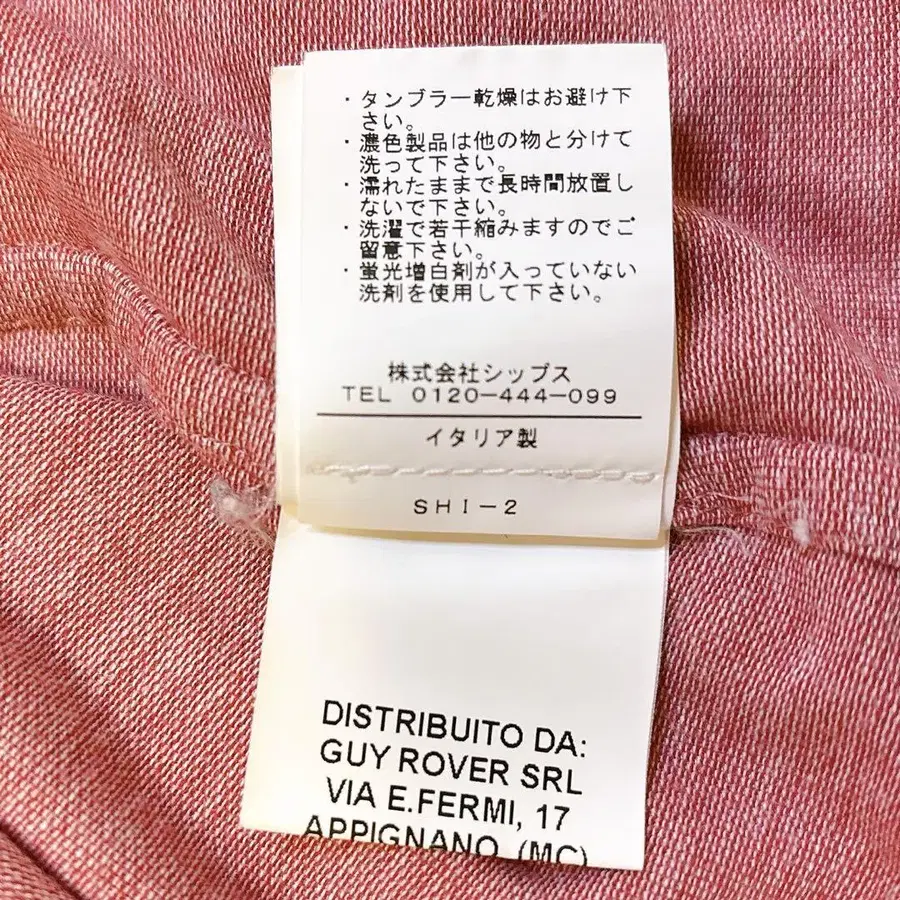 ・タンブラー乾燥はお避け下
さい。
・濃色製品は他の物と分けて
洗って下さい。
・濡れたままで長時間放置し
ないで下さい。
・洗濯で若干縮みますのでご
留意下さい。
・蛍光増白剤が入っていない
洗剤を使用して下さい。
株式会社シップス
TEL 0120-444-099
イタリア製
SHI-2
DISTRIBUITO DA:
GUY ROVER SRL
VIA E.FERMI, 17
APPIGNANO (MC)